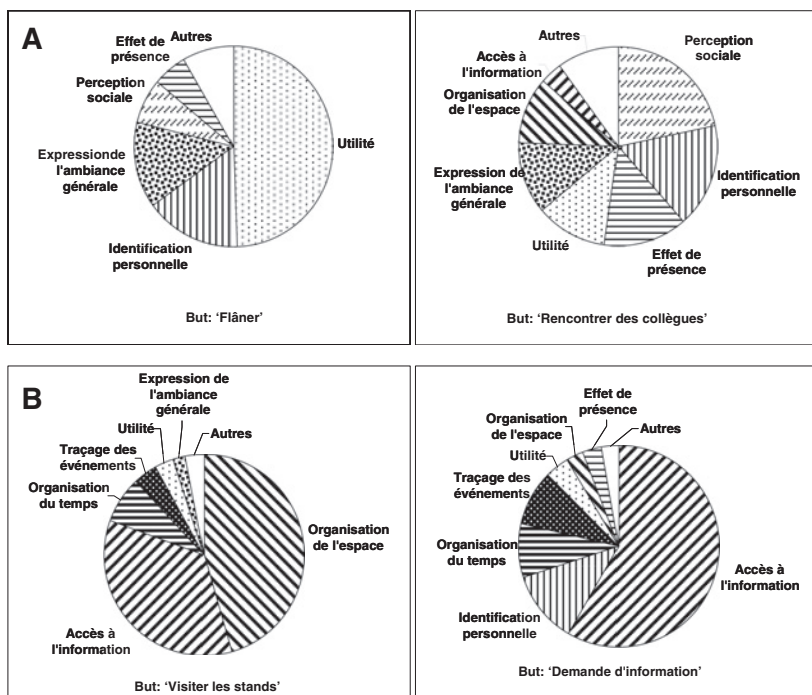 A
Autres
Effet de
présence
Perception
sociale
Expressionde
l'ambiance
générale
Identification
personnelle
Utilité
But: ‘Flâner’
Autres
Perception
sociale
Accès à
l'information
Organisation
de l'espace
Expression de
l'ambiance
générale
Utilité
Effet de
présence
Identification
personnelle
But: ‘Rencontrer des collègues’
B
Expression de
l'ambiance
générale
Utilité
Autres
Traçage des
événements
Organisation
du temps
Organisation
de l'espace
Accès à
l'information
But: ‘Visiter les stands’
Effet de
présence
Organisation
de l'espace
Autres
Utilité
Traçage des
événements
Organisation
du temps
Accès à
l'information
Identification
personnelle
But: ‘Demande d'information’